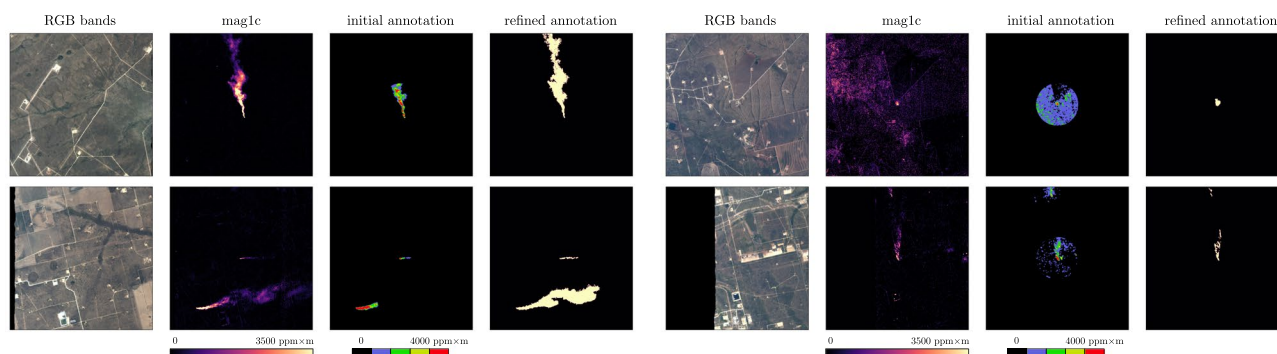 RGB bands mag1c initial annotation refined annotation RGB bands mag1c initial annotation refined annotation
0 3500 ppm×m 0 4000 ppm×m 0 3500 ppm×m 0 4000 ppm×m